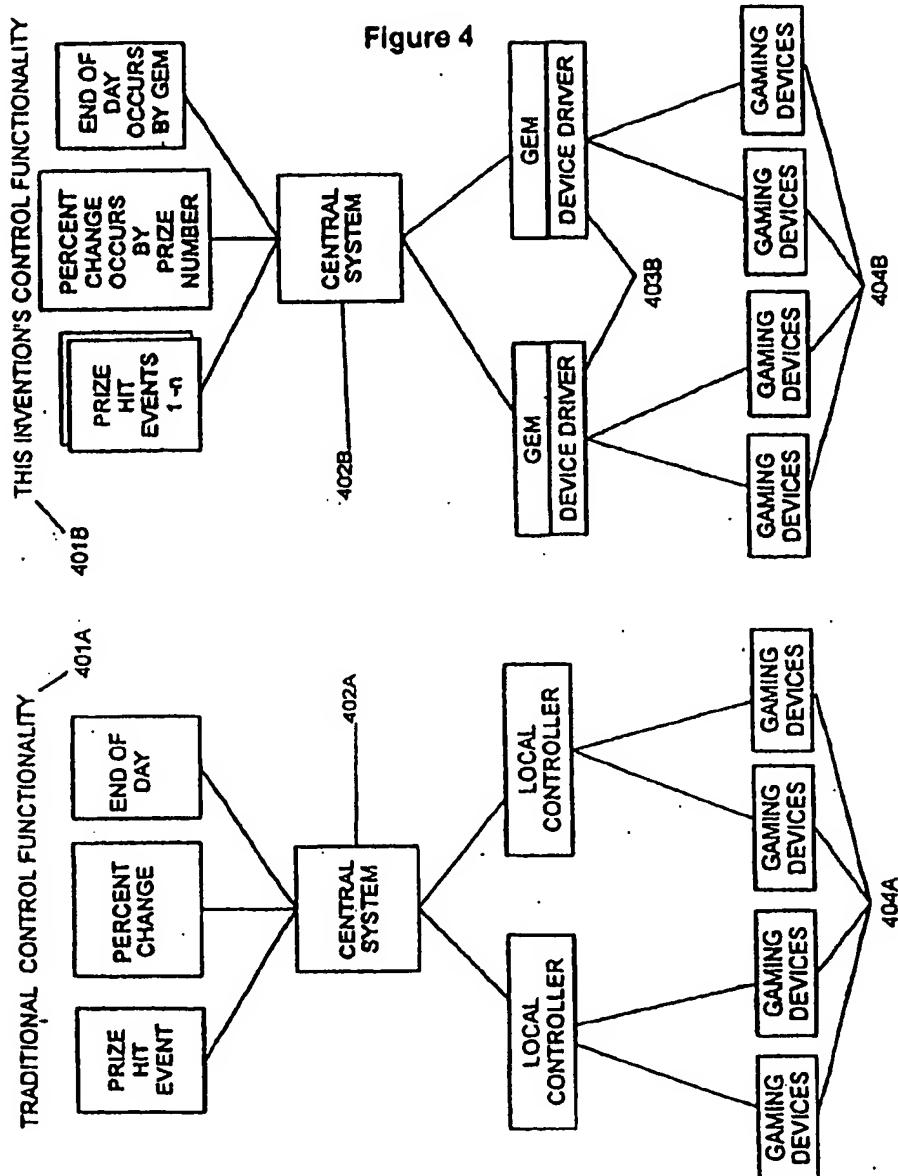 Figure 4
TRADITIONAL CONTROL FUNCTIONALITY
401A
PRIZE
HIT
EVENT
PERCENT
CHANGE
END OF
DAY
CENTRAL
SYSTEM
402A
LOCAL
CONTROLLER
LOCAL
CONTROLLER
GAMING
DEVICES
GAMING
DEVICES
GAMING
DEVICES
GAMING
DEVICES
404A
THIS INVENTION'S CONTROL FUNCTIONALITY
401B
PRIZE
HIT
EVENTS
1-n
PERCENT
CHANGE
OCCURS
BY
PRIZE
NUMBER
END OF
DAY
OCCURS
BY GEM
CENTRAL
SYSTEM
402B
GEM
DEVICE DRIVER
GEM
DEVICE DRIVER
403B
GAMING
DEVICES
GAMING
DEVICES
GAMING
DEVICES
GAMING
DEVICES
404B